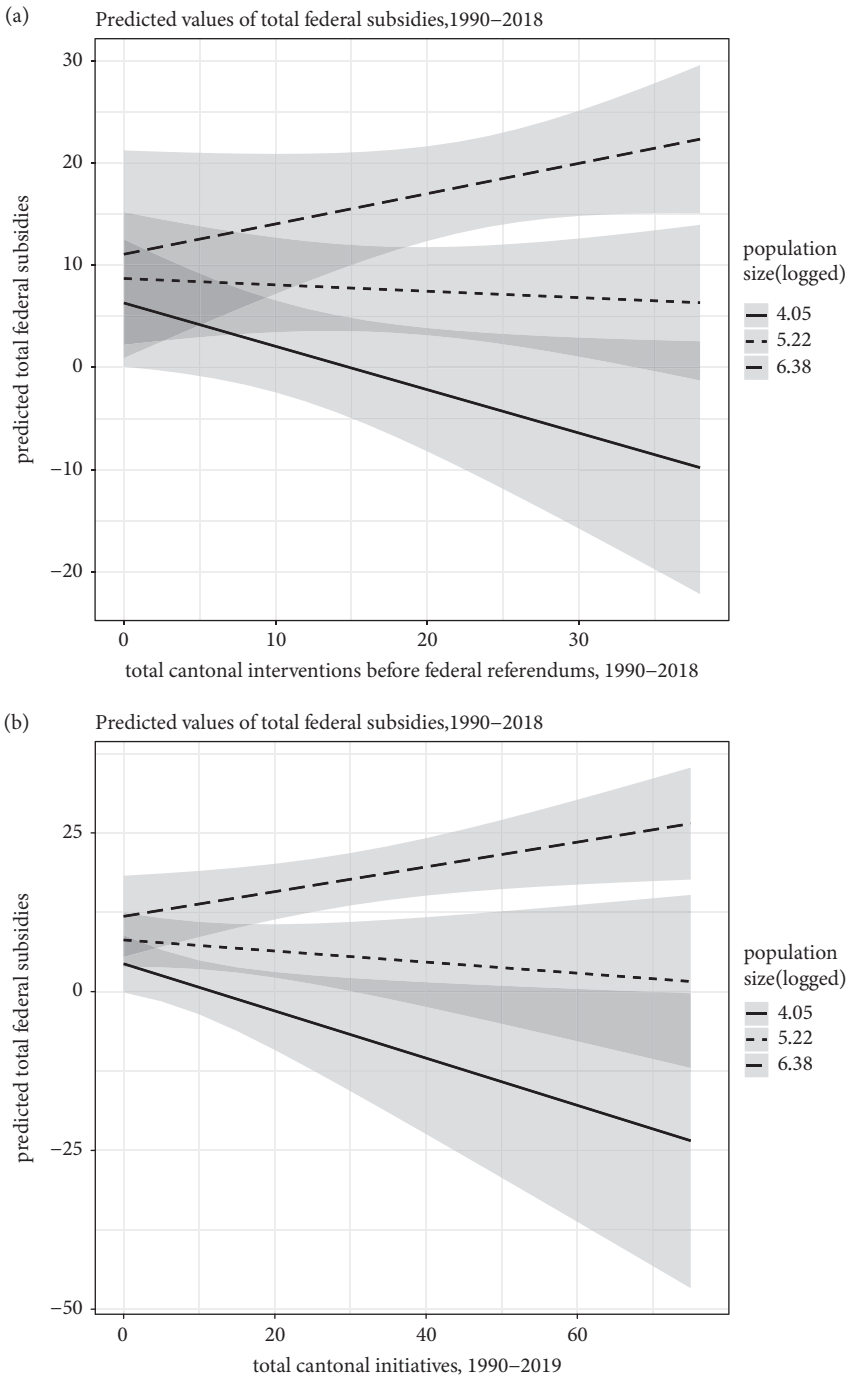 (a)
Predicted values of total federal subsidies,1990–2018
30
20
10
0
−10
−20
predicted total federal subsidies
0 10 20 30
total cantonal interventions before federal referendums, 1990–2018
population
size(logged)
4.05
5.22
6.38
(b)
Predicted values of total federal subsidies,1990–2018
25
0
−25
−50
predicted total federal subsidies
0 20 40 60
total cantonal initiatives, 1990–2019
population
size(logged)
4.05
5.22
6.38